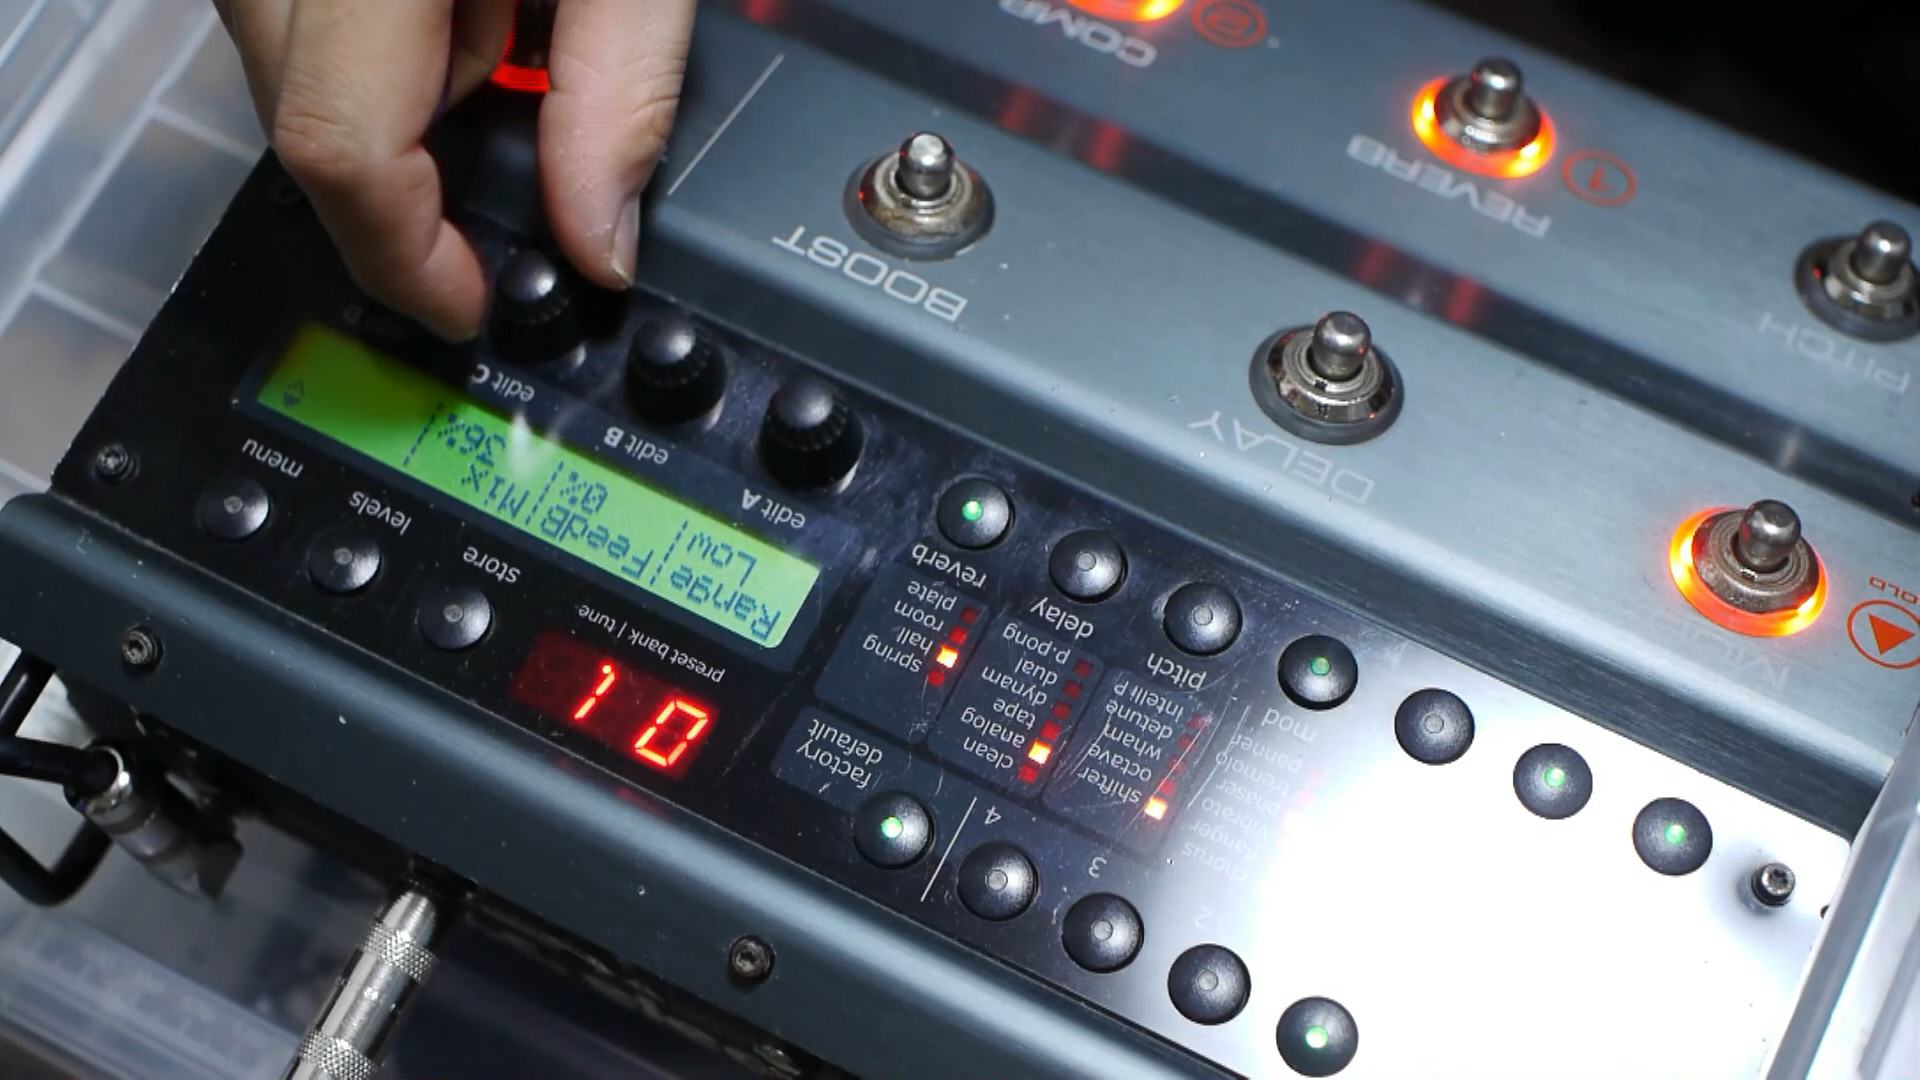 2
3
4
factory
default
chorus
flanger
vibrato
phaser
tremolo
panner
mod
shifter
octave
wham
detune
intelli P
pitch
clean
analog
tape
dynam
dual
p.pong
delay
spring
hall
room
plate
reverb
01
preset bank | tune
store
levels
menu
Range|FeedB|Mix |
Low | 0%| 36%|
edit A
edit B
edit C
DELAY
BOOST
PITCH
REVERB
1
COMP
2